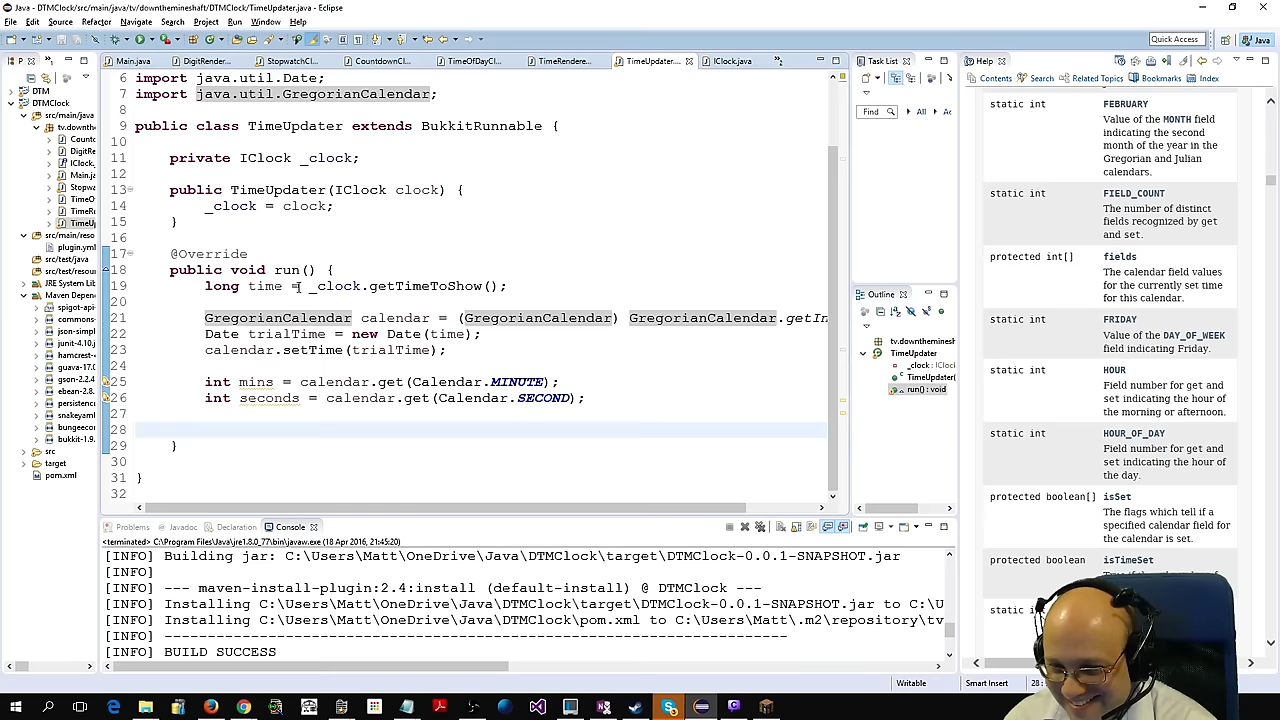 Java - DTMClock/src/main/java/tv/downthemineshaft/DTMClock/TimeUpdater.java - Eclipse
File Edit Source Refactor Navigate Search Project Run Window Help
Quick Access
Java
P
Main.java
DigitRender...
StopwatchCl...
CountdownCl...
TimeOfDayCl...
TimeRendere...
TimeUpdater....
IClock.java
DTM
DTMClock
src/main/java
tv.downthe
Countd
DigitRe
IClock.
Main.ja
Stopw
TimeO
TimeRe
TimeU
src/main/reso
plugin.yml
src/test/java
src/test/resour
JRE System Lib
Maven Depend
spigot-api-
commons-
json-simpl
junit-4.10.j
hamcrest-
guava-17.0
gson-2.2.4
ebean-2.8.
persistence
snakeyaml
bungeecor
bukkit-1.9.
src
target
pom.xml
6 import java.util.Date;
7 import java.util.GregorianCalendar;
8
9 public class TimeUpdater extends BukkitRunnable {
10
11 private IClock _clock;
12
13 public TimeUpdater(IClock clock) {
14 _clock = clock;
15 }
16
17 @Override
18 public void run() {
19 long time = _clock.getTimeToShow();
20
21 GregorianCalendar calendar = (GregorianCalendar) GregorianCalendar.getIn
22 Date trialTime = new Date(time);
23 calendar.setTime(trialTime);
24
25 int mins = calendar.get(Calendar.MINUTE);
26 int seconds = calendar.get(Calendar.SECOND);
27
28
29 }
30
31 }
32
Problems Javadoc Declaration Console
<terminated> C:\Program Files\Java\jre1.8.0_77\bin\javaw.exe (18 Apr 2016, 21:45:20)
[INFO] Building jar: C:\Users\Matt\OneDrive\Java\DTMClock\target\DTMClock-0.0.1-SNAPSHOT.jar
[INFO]
[INFO] --- maven-install-plugin:2.4:install (default-install) @ DTMClock ---
[INFO] Installing C:\Users\Matt\OneDrive\Java\DTMClock\target\DTMClock-0.0.1-SNAPSHOT.jar to C:\U
[INFO] Installing C:\Users\Matt\OneDrive\Java\DTMClock\pom.xml to C:\Users\Matt\.m2\repository\tv
[INFO] ------------------------------------------------------------------------
[INFO] BUILD SUCCESS
Task List
Find
All
Ac
Outline
tv.downthemineshaft
TimeUpdater
_clock : IClock
TimeUpdater(
run() : void
Help
Contents Search Related Topics Bookmarks Index
static int FEBRUARY
Value of the MONTH field
indicating the second
month of the year in the
Gregorian and Julian
calendars.
static int FIELD_COUNT
The number of distinct
fields recognized by get
and set.
protected int[] fields
The calendar field values
for the currently set time
for this calendar.
static int FRIDAY
Value of the DAY_OF_WEEK
field indicating Friday.
static int HOUR
Field number for get and
set indicating the hour of
the morning or afternoon.
static int HOUR_OF_DAY
Field number for get and
set indicating the hour of
the day.
protected boolean[] isSet
The flags which tell if a
specified calendar field for
the calendar is set.
protected boolean isTimeSet
static int
Writable Smart Insert 28 :